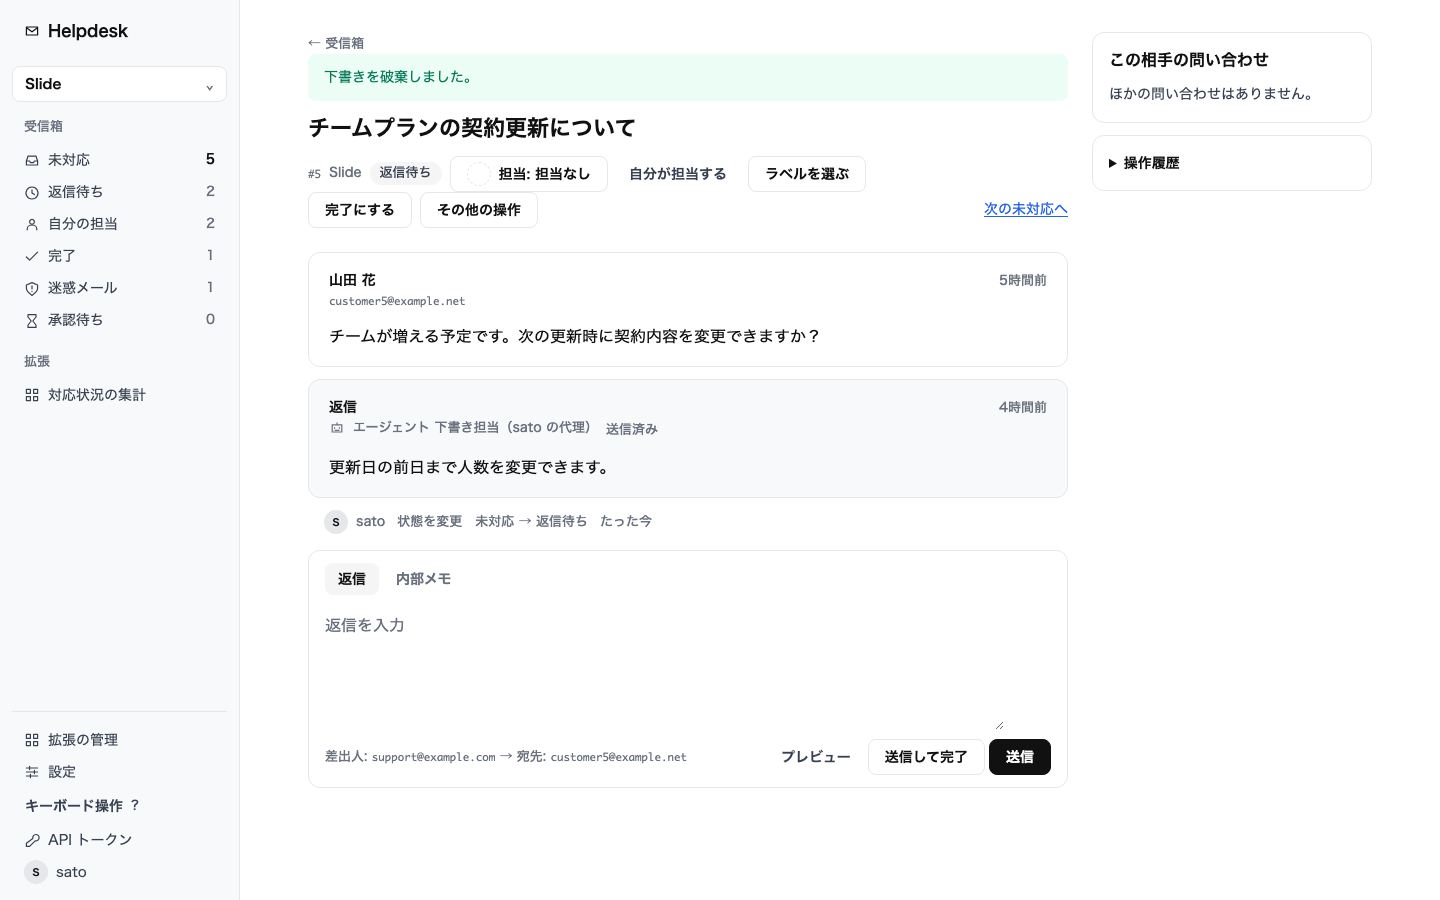 Helpdesk
Slide
受信箱
未対応 5
返信待ち 2
自分の担当 2
完了 1
迷惑メール 1
承認待ち 0
拡張
対応状況の集計
拡張の管理
設定
キーボード操作 ?
API トークン
S sato
← 受信箱
下書きを破棄しました。
チームプランの契約更新について
#5 Slide 返信待ち 担当: 担当なし 自分が担当する ラベルを選ぶ
完了にする その他の操作 次の未対応へ
山田 花 5時間前
customer5@example.net
チームが増える予定です。次の更新時に契約内容を変更できますか？
返信 4時間前
エージェント 下書き担当（sato の代理） 送信済み
更新日の前日まで人数を変更できます。
S sato 状態を変更 未対応 → 返信待ち たった今
返信 内部メモ
返信を入力
差出人: support@example.com → 宛先: customer5@example.net プレビュー 送信して完了 送信
この相手の問い合わせ
ほかの問い合わせはありません。
▶ 操作履歴